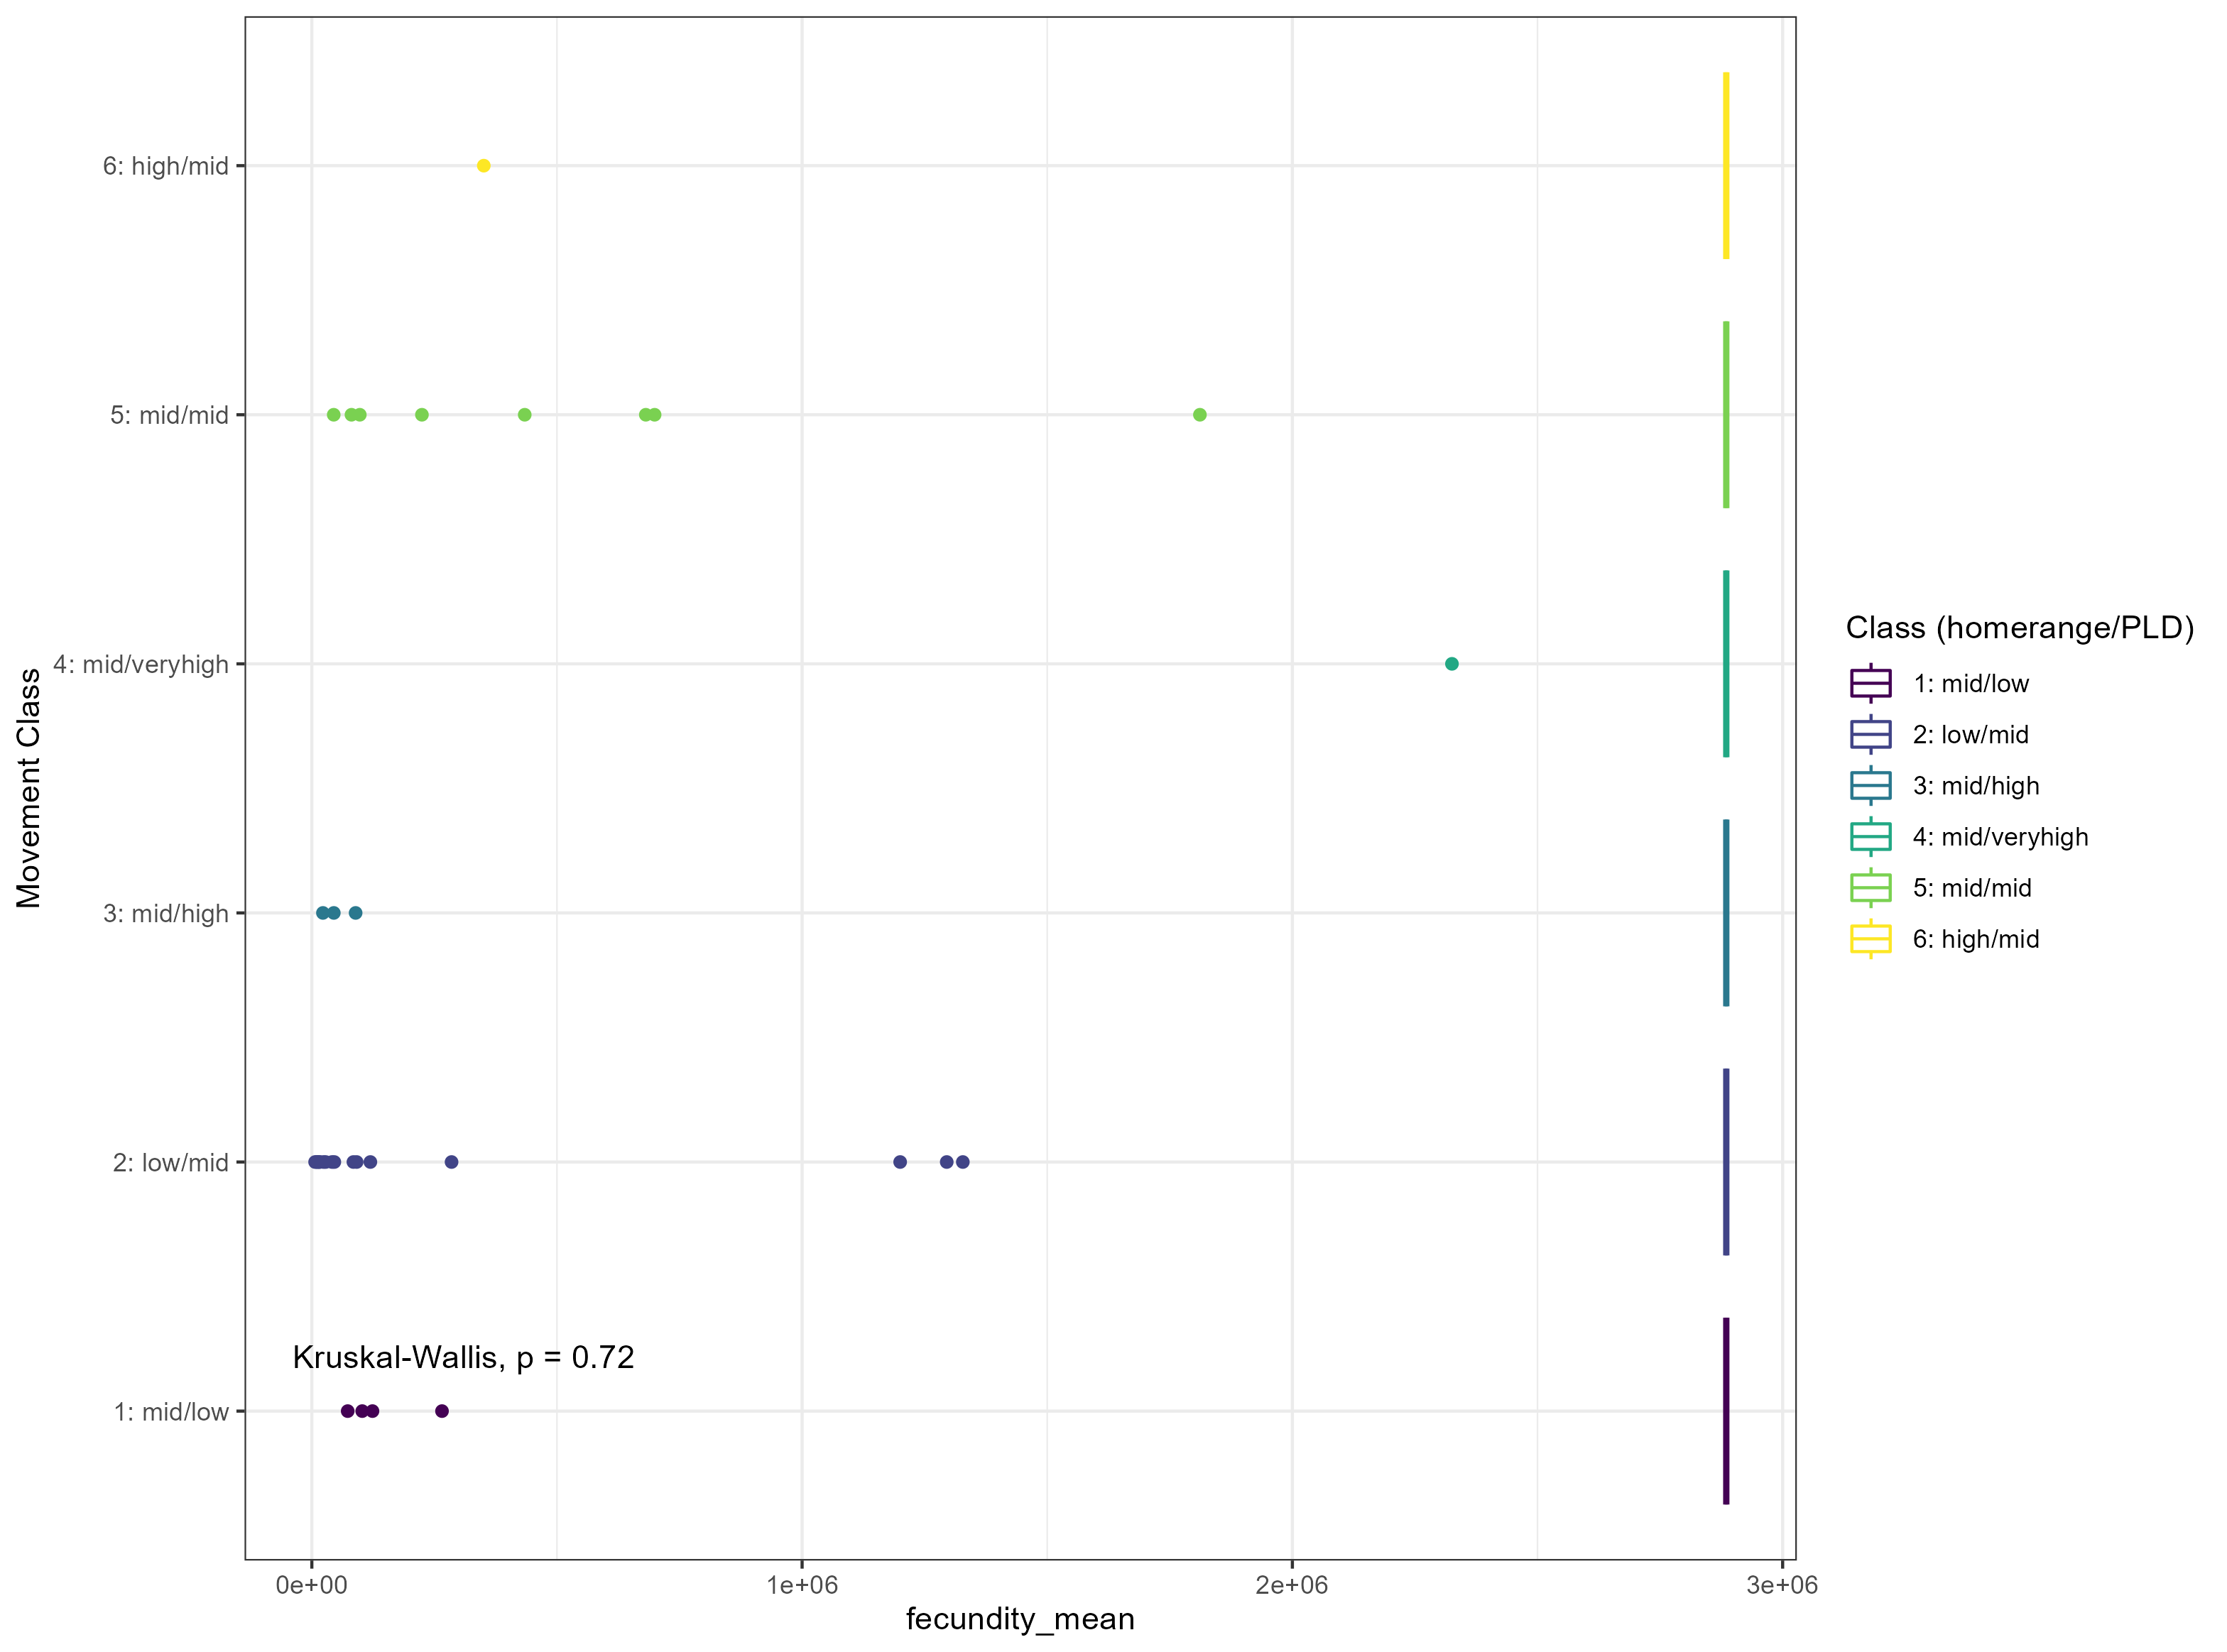 6: high/mid
5: mid/mid
4: mid/veryhigh
3: mid/high
2: low/mid
1: mid/low
Movement Class
Kruskal-Wallis, p = 0.72
0e+00
1e+06
2e+06
3e+06
fecundity_mean
Class (homerange/PLD)
1: mid/low
2: low/mid
3: mid/high
4: mid/veryhigh
5: mid/mid
6: high/mid